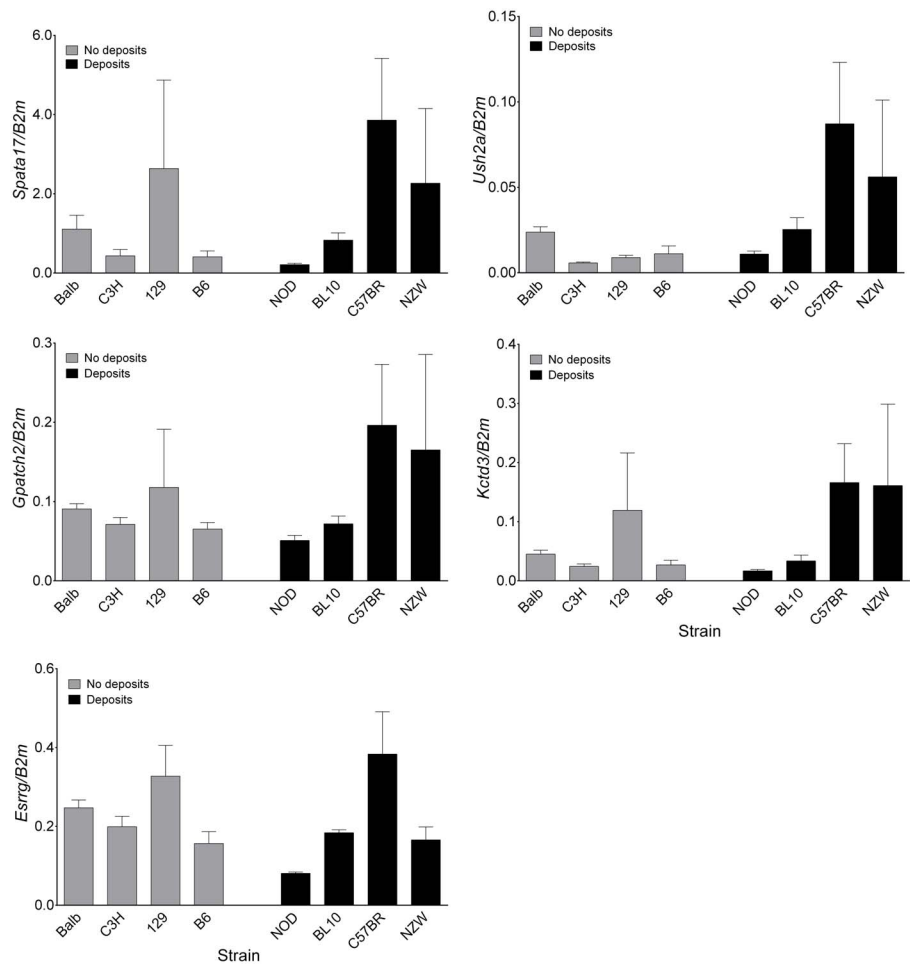 6.0
4.0
2.0
0.0
Spata17/B2m
No deposits
Deposits
Balb
C3H
129
B6
NOD
BL10
C57BR
NZW
0.15
0.10
0.05
0.00
Ush2a/B2m
No deposits
Deposits
Balb
C3H
129
B6
NOD
BL10
C57BR
NZW
0.3
0.2
0.1
0.0
Gpatch2/B2m
No deposits
Deposits
Balb
C3H
129
B6
NOD
BL10
C57BR
NZW
0.4
0.3
0.2
0.1
0.0
Kctd3/B2m
No deposits
Deposits
Balb
C3H
129
B6
NOD
BL10
C57BR
NZW
Strain
0.6
0.4
0.2
0.0
Esrrg/B2m
No deposits
Deposits
Balb
C3H
129
B6
NOD
BL10
C57BR
NZW
Strain